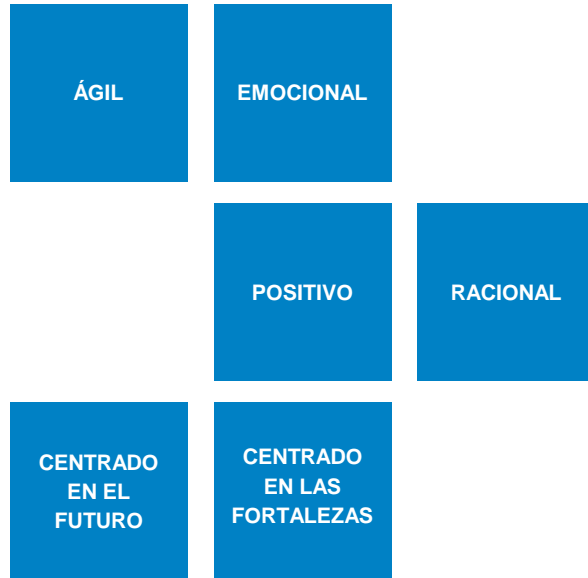 ÁGIL
EMOCIONAL
POSITIVO
RACIONAL
CENTRADO
EN EL
FUTURO
CENTRADO
EN LAS
FORTALEZAS